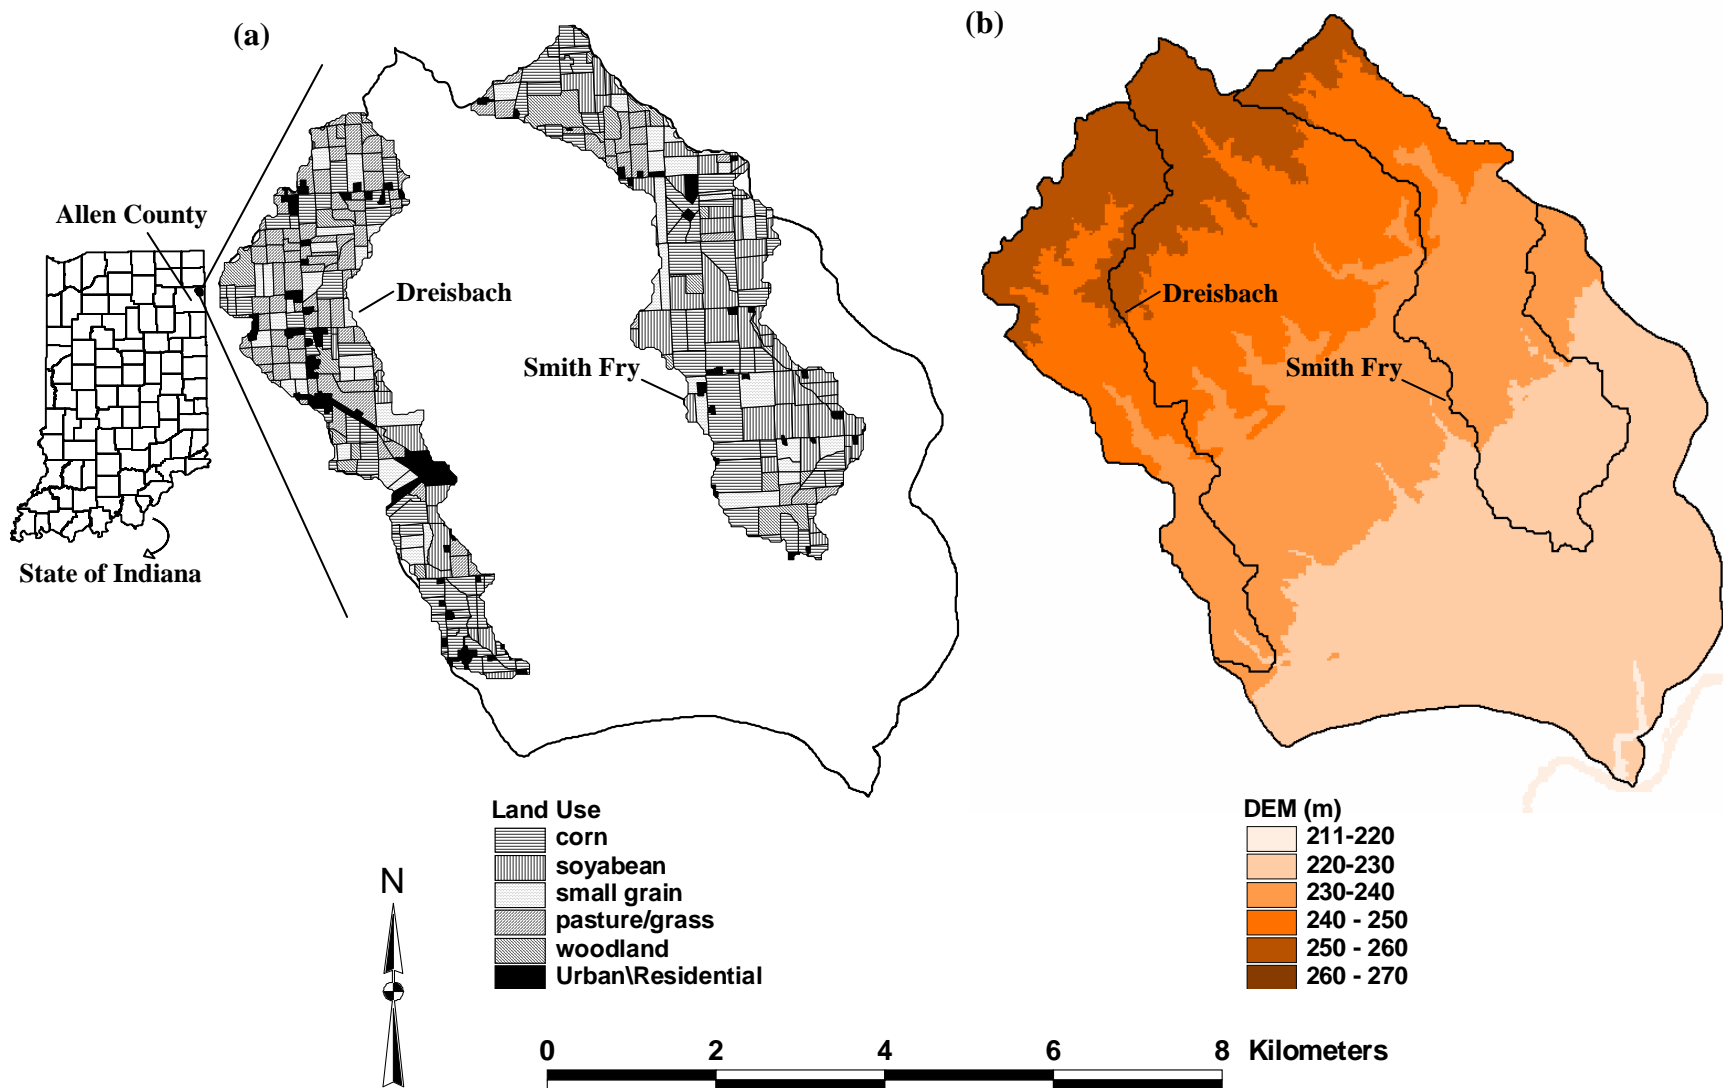 (a)
(b)
Allen County
Dreisbach
Smith Fry
State of Indiana
Dreisbach
Smith Fry
Land Use
corn
soyabean
small grain
pasture/grass
woodland
Urban\Residential
DEM (m)
211-220
220-230
230-240
240 - 250
250 - 260
260 - 270
N
0 2 4 6 8 Kilometers